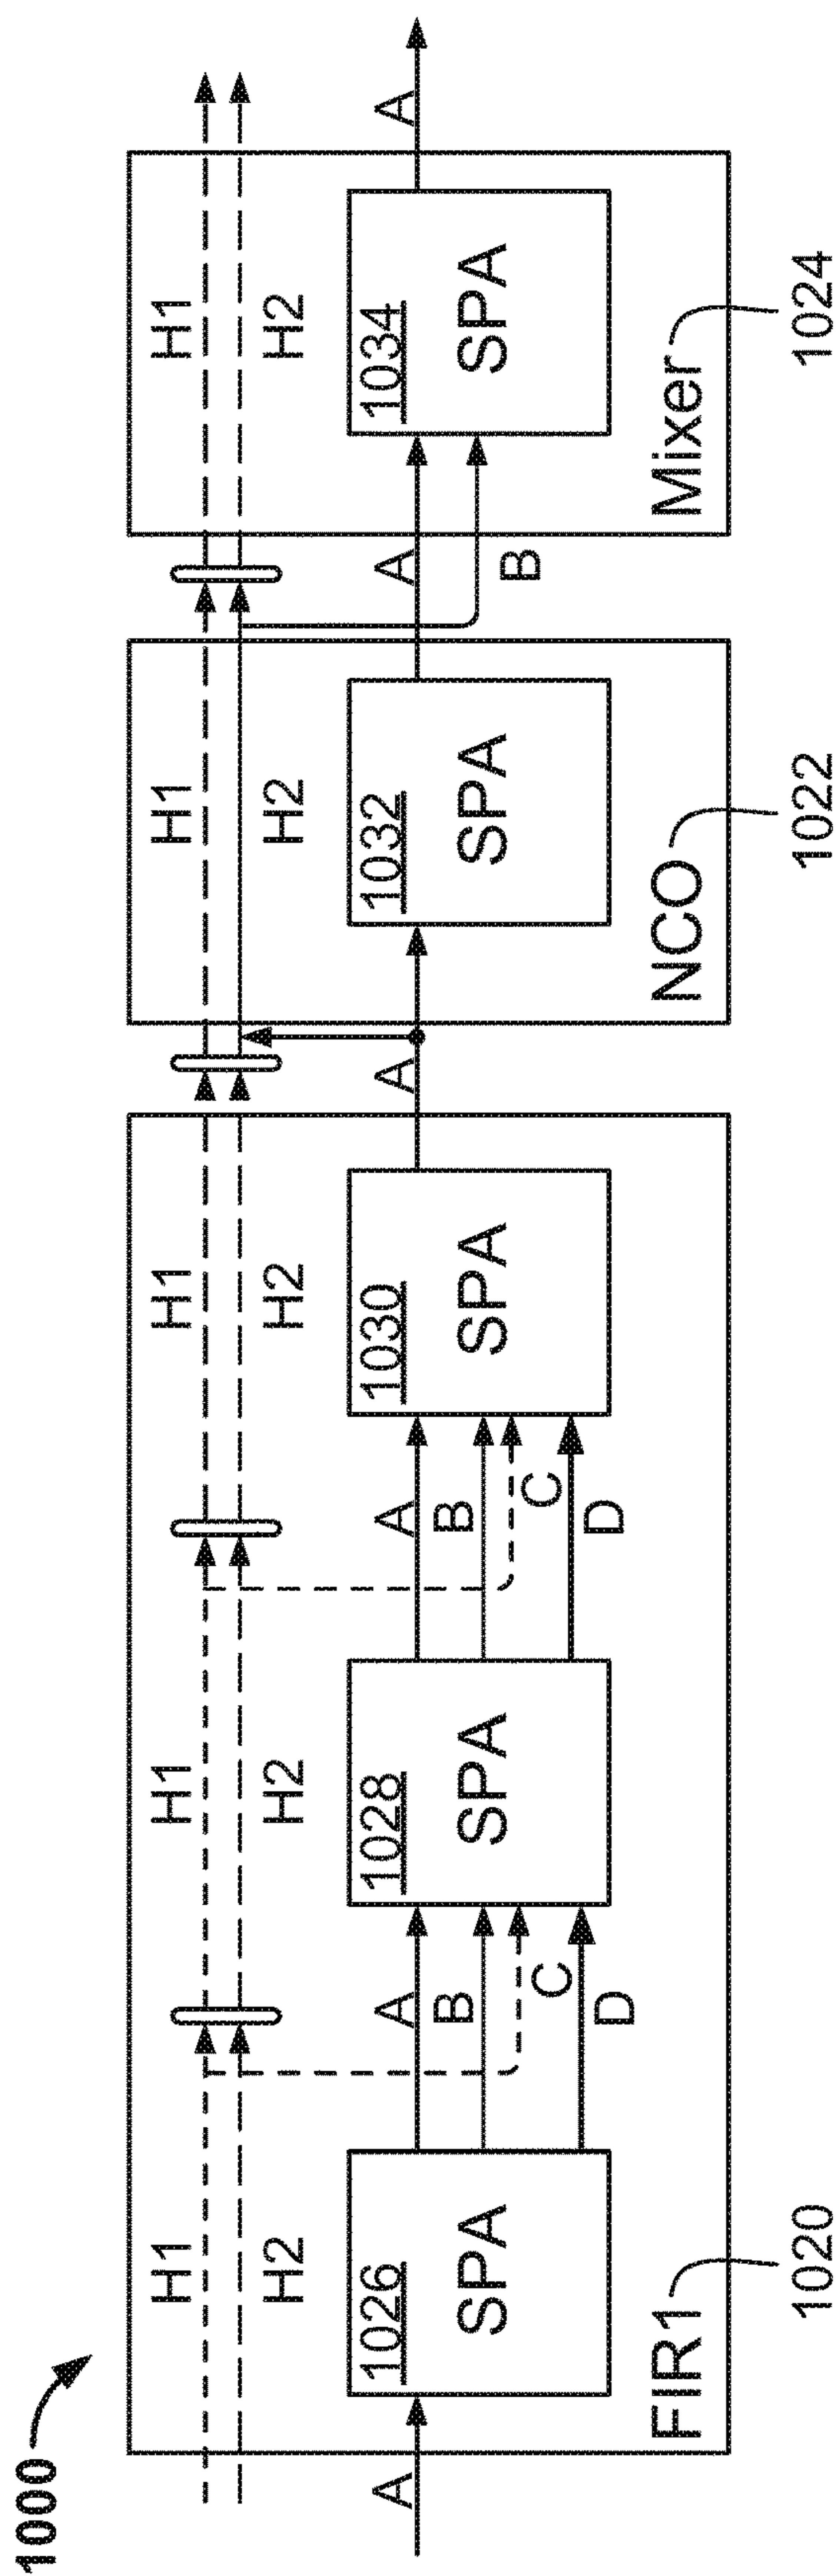 1000
H1
H1
H1
H1
H1
H2
H2
H2
H2
H2
A
1026
SPA
A
B
C
D
1028
SPA
A
B
C
D
1030
SPA
A
1032
SPA
A
B
1034
SPA
A
FIR1
NCO
Mixer
1020
1022
1024